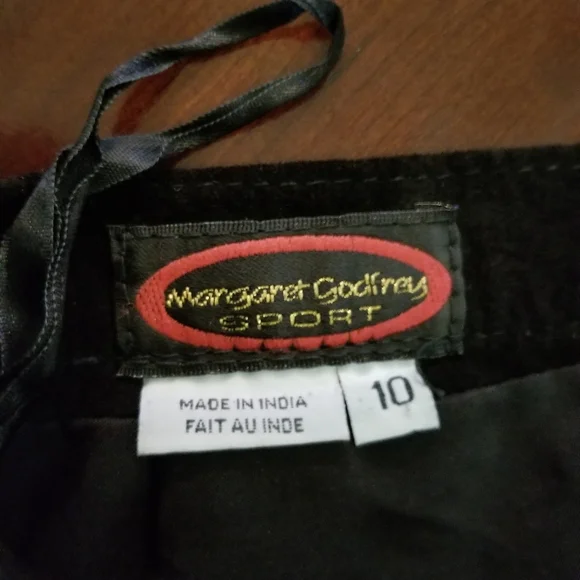 Margaret Godfrey
SPORT
MADE IN INDIA
FAIT AU INDE
10